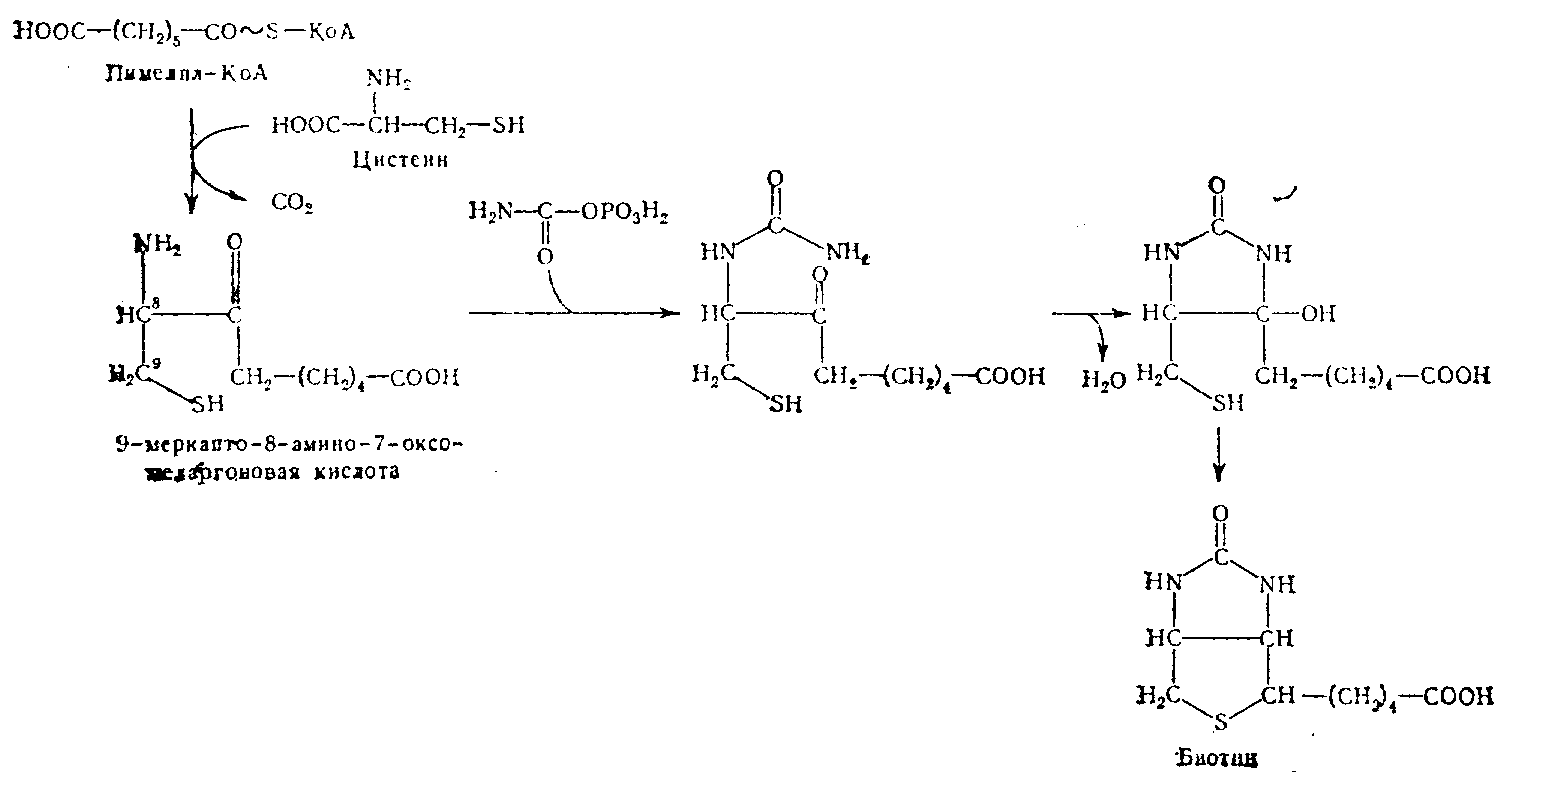 HOOC—(CH₂)₅—CO~S—КоА
Пимелил-КоА
NH₂
HOOC—CH—CH₂—SH
Цистеин
CO₂
H₂N—C—OPO₃H₂
O
NH₂ O
HC⁸ C
H₂C⁹ CH₂—(CH₂)₄—COOH
SH
9-меркапто-8-амино-7-оксо-
пеларгоновая кислота
O
C
HN NH₂
O
HC C
H₂C CH₂—(CH₂)₄—COOH
SH
H₂O
O
C
HN NH
HC C—OH
H₂C CH₂—(CH₂)₄—COOH
SH
O
C
HN NH
HC CH
H₂C CH—(CH₂)₄—COOH
S
Биотин